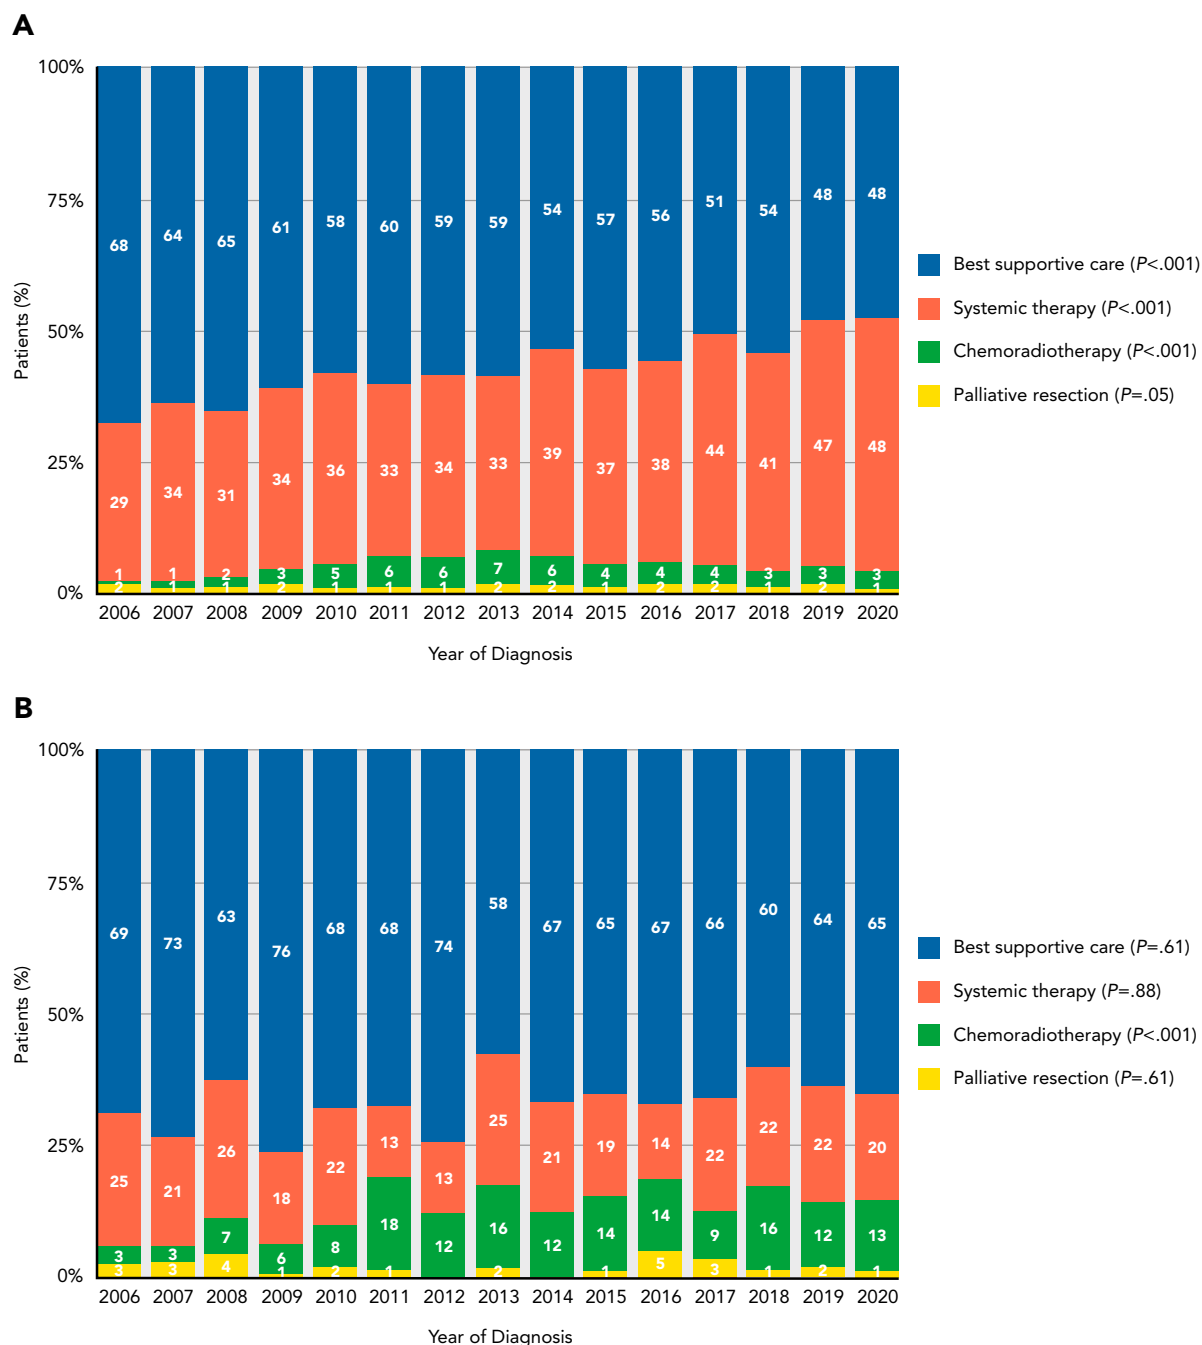 A
100%
75%
50%
25%
0%
Patients (%)
68 64 65 61 58 60 59 59 54 57 56 51 54 48 48
29 34 31 34 36 33 34 33 39 37 38 44 41 47 48
1 1 2 3 5 6 6 7 6 4 4 4 3 3 3
2 1 1 2 1 1 1 2 2 1 2 2 1 2 1
2006 2007 2008 2009 2010 2011 2012 2013 2014 2015 2016 2017 2018 2019 2020
Year of Diagnosis
Best supportive care (P<.001)
Systemic therapy (P<.001)
Chemoradiotherapy (P<.001)
Palliative resection (P=.05)
B
100%
75%
50%
25%
0%
Patients (%)
69 73 63 76 68 68 74 58 67 65 67 66 60 64 65
25 21 26 18 22 13 13 25 21 19 14 22 22 22 20
3 3 7 6 8 18 12 16 12 14 14 9 16 12 13
3 3 4 1 2 1 2 1 5 3 1 2 1
2006 2007 2008 2009 2010 2011 2012 2013 2014 2015 2016 2017 2018 2019 2020
Year of Diagnosis
Best supportive care (P=.61)
Systemic therapy (P=.88)
Chemoradiotherapy (P<.001)
Palliative resection (P=.61)